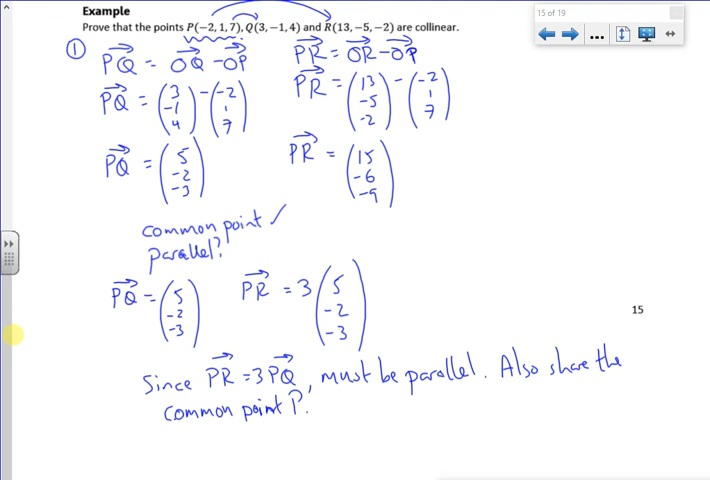 Example
Prove that the points P(−2, 1, 7), Q(3, −1, 4) and R(13, −5, −2) are collinear.
15 of 19
① PQ = OQ - OP    PR = OR - OP
PQ = (3 -1 4) - (-2 1 7)    PR = (13 -5 -2) - (-2 1 7)
PQ = (5 -2 -3)    PR = (15 -6 -9)
common point ✓
parallel?
PQ = (5 -2 -3)    PR = 3 (5 -2 -3)
15
Since PR = 3PQ, must be parallel. Also share the
common point P.